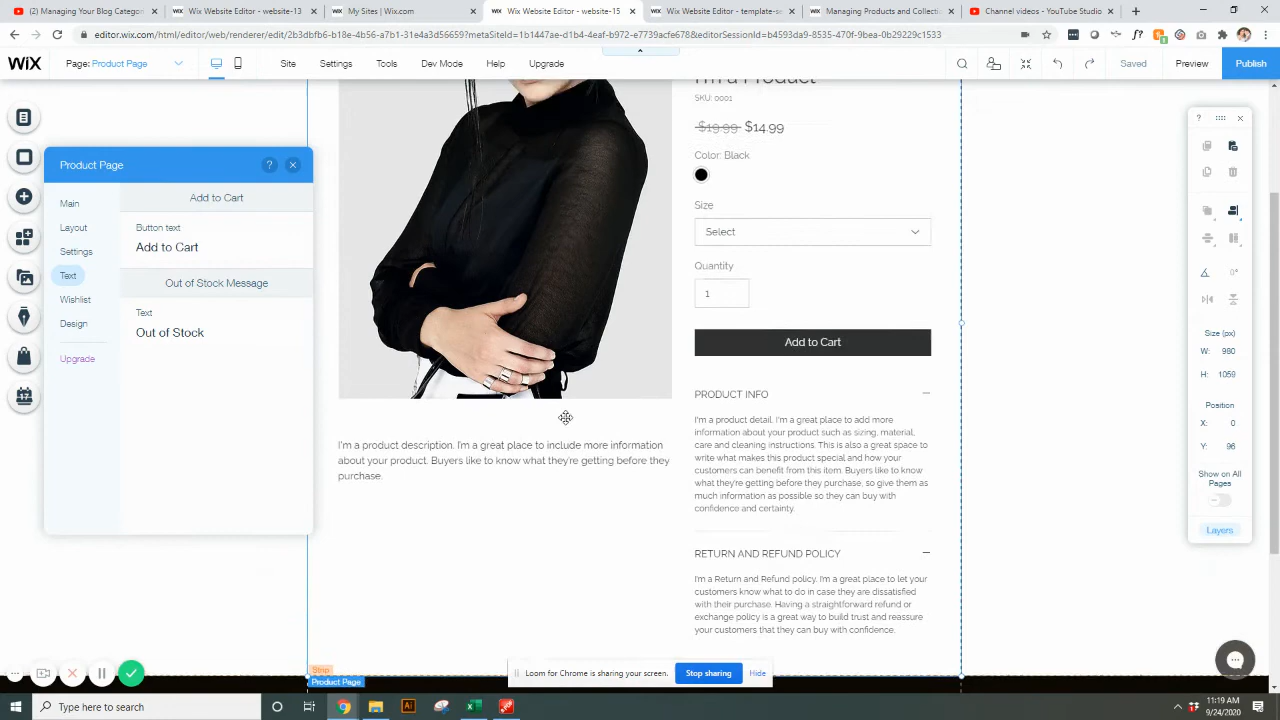 (2) Managing Your Blog Categori
Wix Website Editor - website-13
My Sites | Wix.com
Wix Website Editor - website-15
Wix Website Editor - template-se
Managing Products and Collectio
Channel videos - YouTube Studio
editor.wix.com/html/editor/web/renderer/edit/2b3dbfb6-b18e-4b56-a7b1-31e4a3d567b9?metaSiteId=1b1447ae-d1b4-4eaf-b972-e7739acfe678&editorSessionId=b4593da9-8535-470f-9bea-0b29229c1533
WiX
Page: Product Page
Site
Settings
Tools
Dev Mode
Help
Upgrade
Saved
Preview
Publish
I'm a Product
SKU: 0001
$19.99 $14.99
Color: Black
Size
Select
Quantity
1
Add to Cart
PRODUCT INFO
I'm a product detail. I'm a great place to add more
information about your product such as sizing, material,
care and cleaning instructions. This is also a great space to
write what makes this product special and how your
customers can benefit from this item. Buyers like to know
what they're getting before they purchase, so give them as
much information as possible so they can buy with
confidence and certainty.
RETURN AND REFUND POLICY
I'm a Return and Refund policy. I'm a great place to let your
customers know what to do in case they are dissatisfied
with their purchase. Having a straightforward refund or
exchange policy is a great way to build trust and reassure
your customers that they can buy with confidence.
I'm a product description. I'm a great place to include more information
about your product. Buyers like to know what they're getting before they
purchase.
Product Page
?
Main
Layout
Settings
Text
Wishlist
Design
Upgrade
Add to Cart
Button text
Add to Cart
Out of Stock Message
Text
Out of Stock
17
?
0°
Size (px)
W: 980
H: 1059
Position
X: 0
Y: 96
Show on All
Pages
Layers
Strip
Product Page
Loom for Chrome is sharing your screen.
Stop sharing
Hide
Type here to search
11:19 AM
9/24/2020